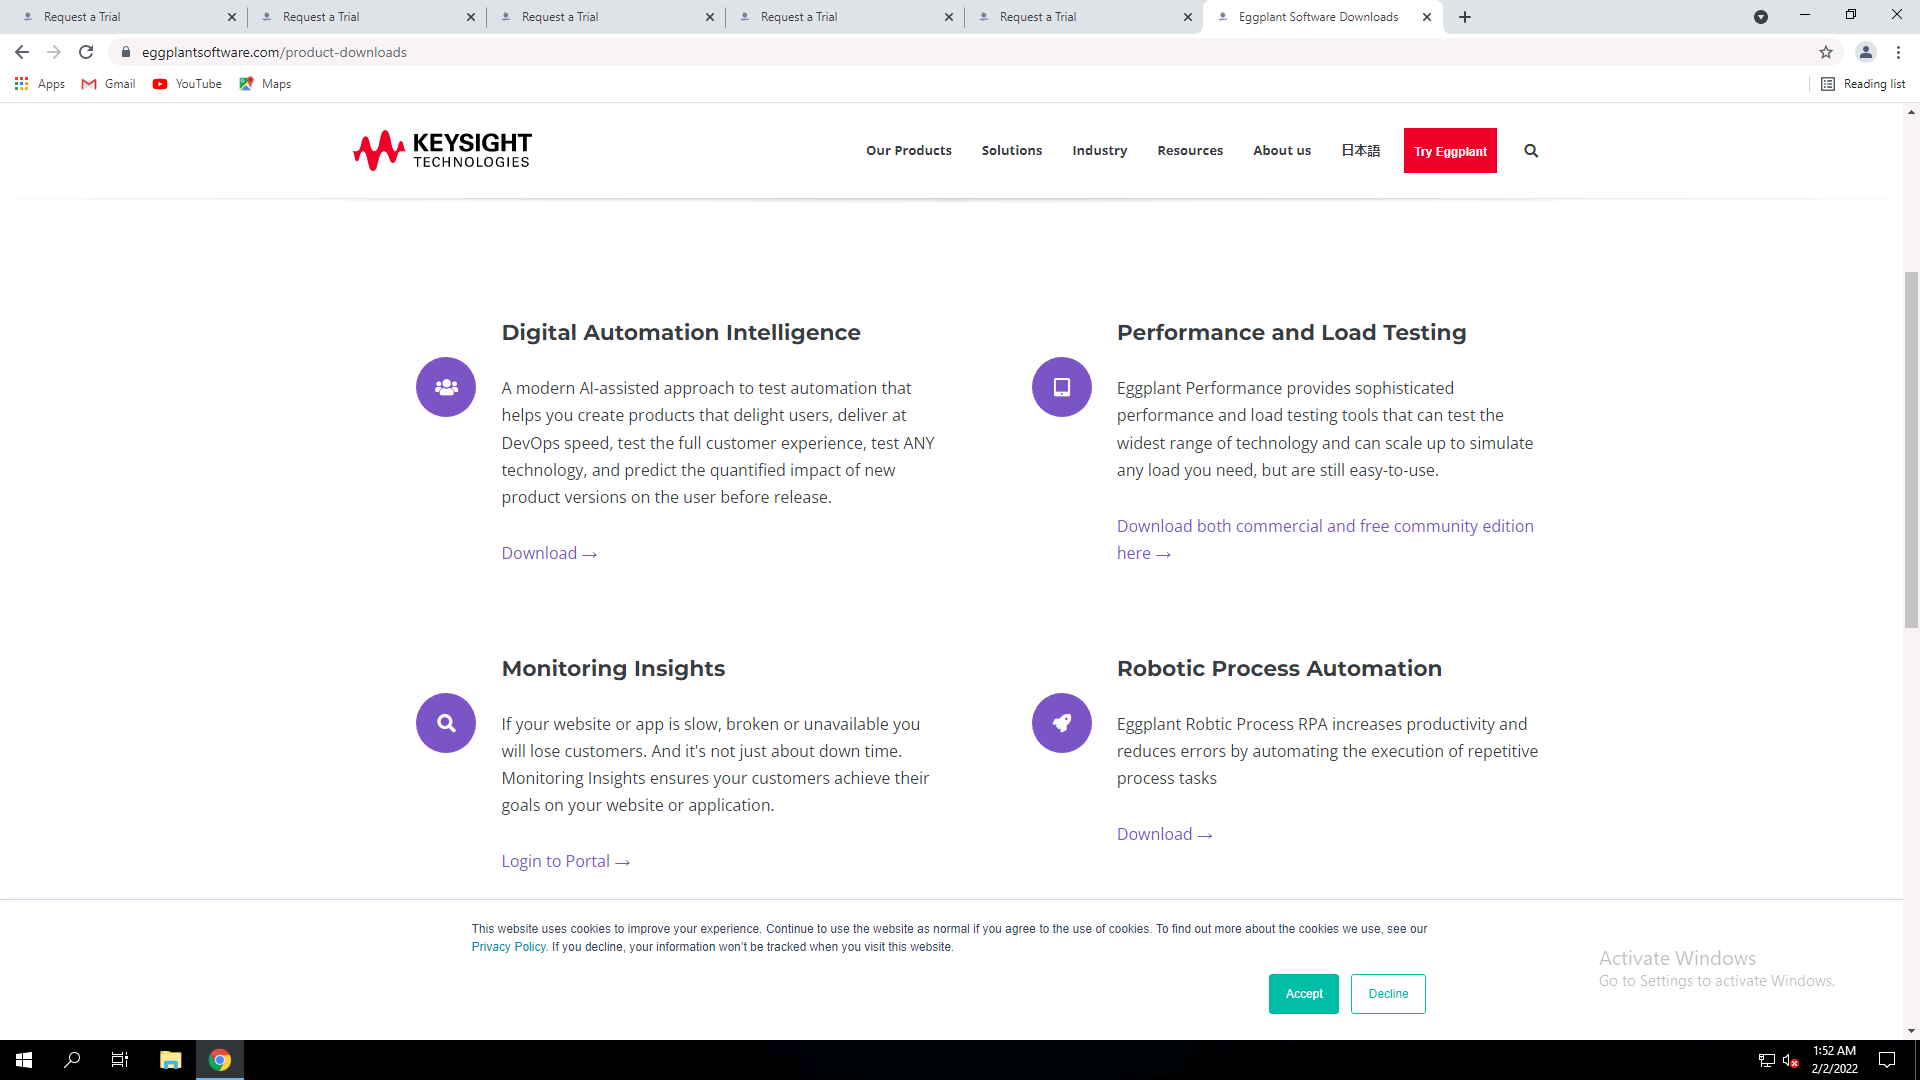 Request a Trial
Request a Trial
Request a Trial
Request a Trial
Request a Trial
Eggplant Software Downloads
eggplantsoftware.com/product-downloads
Apps
Gmail
YouTube
Maps
Reading list
KEYSIGHT
TECHNOLOGIES
Our Products
Solutions
Industry
Resources
About us
日本語
Try Eggplant
Digital Automation Intelligence
A modern AI-assisted approach to test automation that
helps you create products that delight users, deliver at
DevOps speed, test the full customer experience, test ANY
technology, and predict the quantified impact of new
product versions on the user before release.
Download →
Performance and Load Testing
Eggplant Performance provides sophisticated
performance and load testing tools that can test the
widest range of technology and can scale up to simulate
any load you need, but are still easy-to-use.
Download both commercial and free community edition
here →
Monitoring Insights
If your website or app is slow, broken or unavailable you
will lose customers. And it's not just about down time.
Monitoring Insights ensures your customers achieve their
goals on your website or application.
Login to Portal →
Robotic Process Automation
Eggplant Robtic Process RPA increases productivity and
reduces errors by automating the execution of repetitive
process tasks
Download →
This website uses cookies to improve your experience. Continue to use the website as normal if you agree to the use of cookies. To find out more about the cookies we use, see our
Privacy Policy. If you decline, your information won't be tracked when you visit this website.
Accept
Decline
Activate Windows
Go to Settings to activate Windows.
1:52 AM
2/2/2022